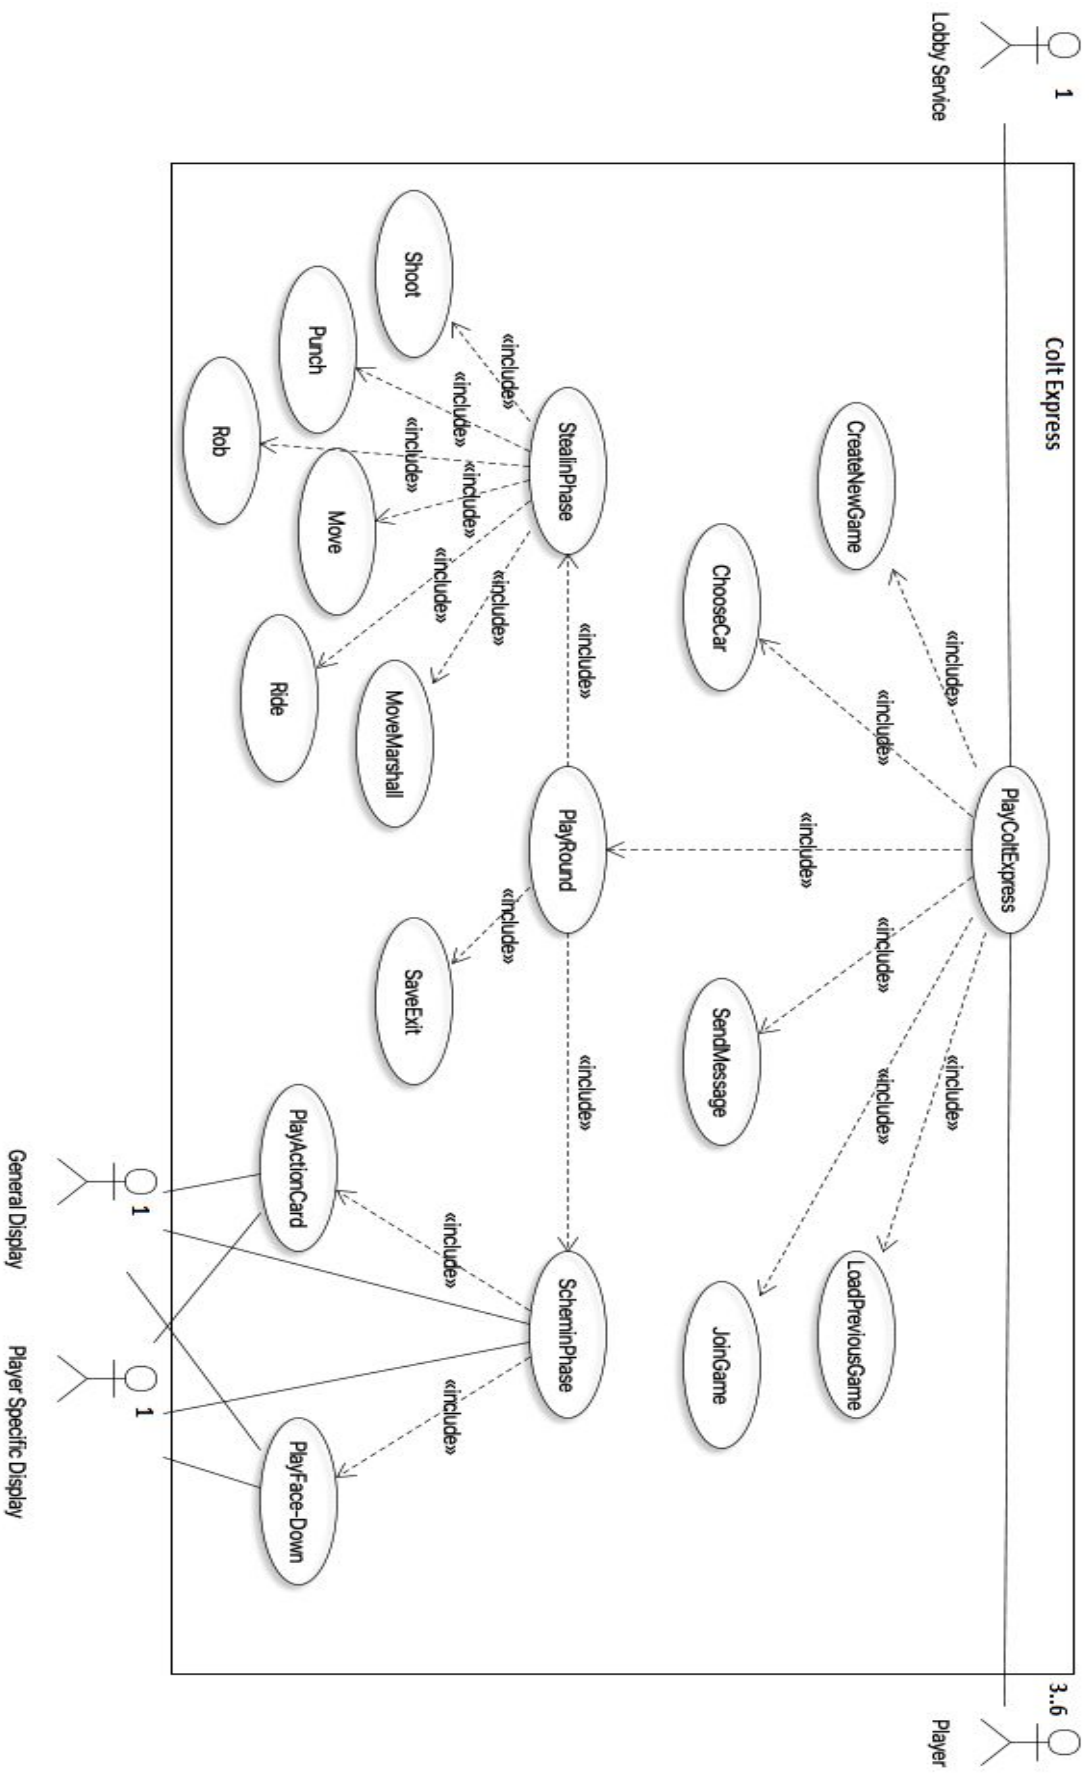 Colt Express
1
Lobby Service
3..6
Player
PlayColtExpress
«include»
«include»
«include»
«include»
«include»
«include»
CreateNewGame
LoadPreviousGame
ChooseCar
SendMessage
JoinGame
StealinPhase
«include»
PlayRound
«include»
ScheminPhase
«include»
«include»
«include»
«include»
«include»
«include»
«include»
«include»
«include»
Shoot
MoveMarshall
SaveExit
Punch
Move
Ride
Rob
PlayActionCard
PlayFace-Down
1
General Display
1
Player Specific Display